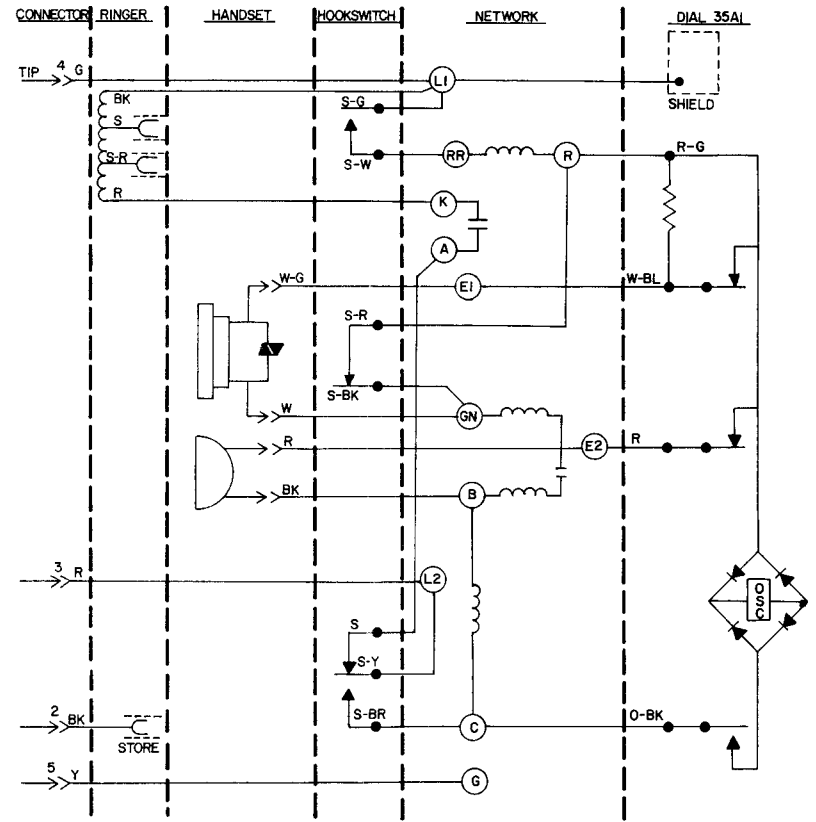 CONNECTOR RINGER HANDSET HOOKSWITCH NETWORK DIAL 35A1
TIP 4 G L1
BK S-G SHIELD
S
S-R S-W RR R R-G
R K
A
W-G E1 W-BL
S-R
S-BK
W GN
R E2 R
BK B
3 R L2
OSC
S
S-Y
2 BK S-BR C O-BK
STORE
5 Y G